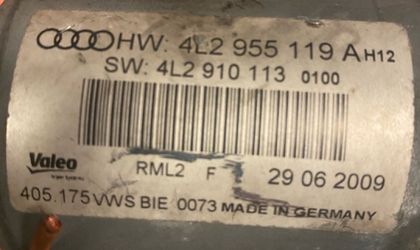 HW: 4L2 955 119 A H12
SW: 4L2 910 113 0100
Valeo RML2 F 29 06 2009
405.175 VWS BIE 0073 MADE IN GERMANY